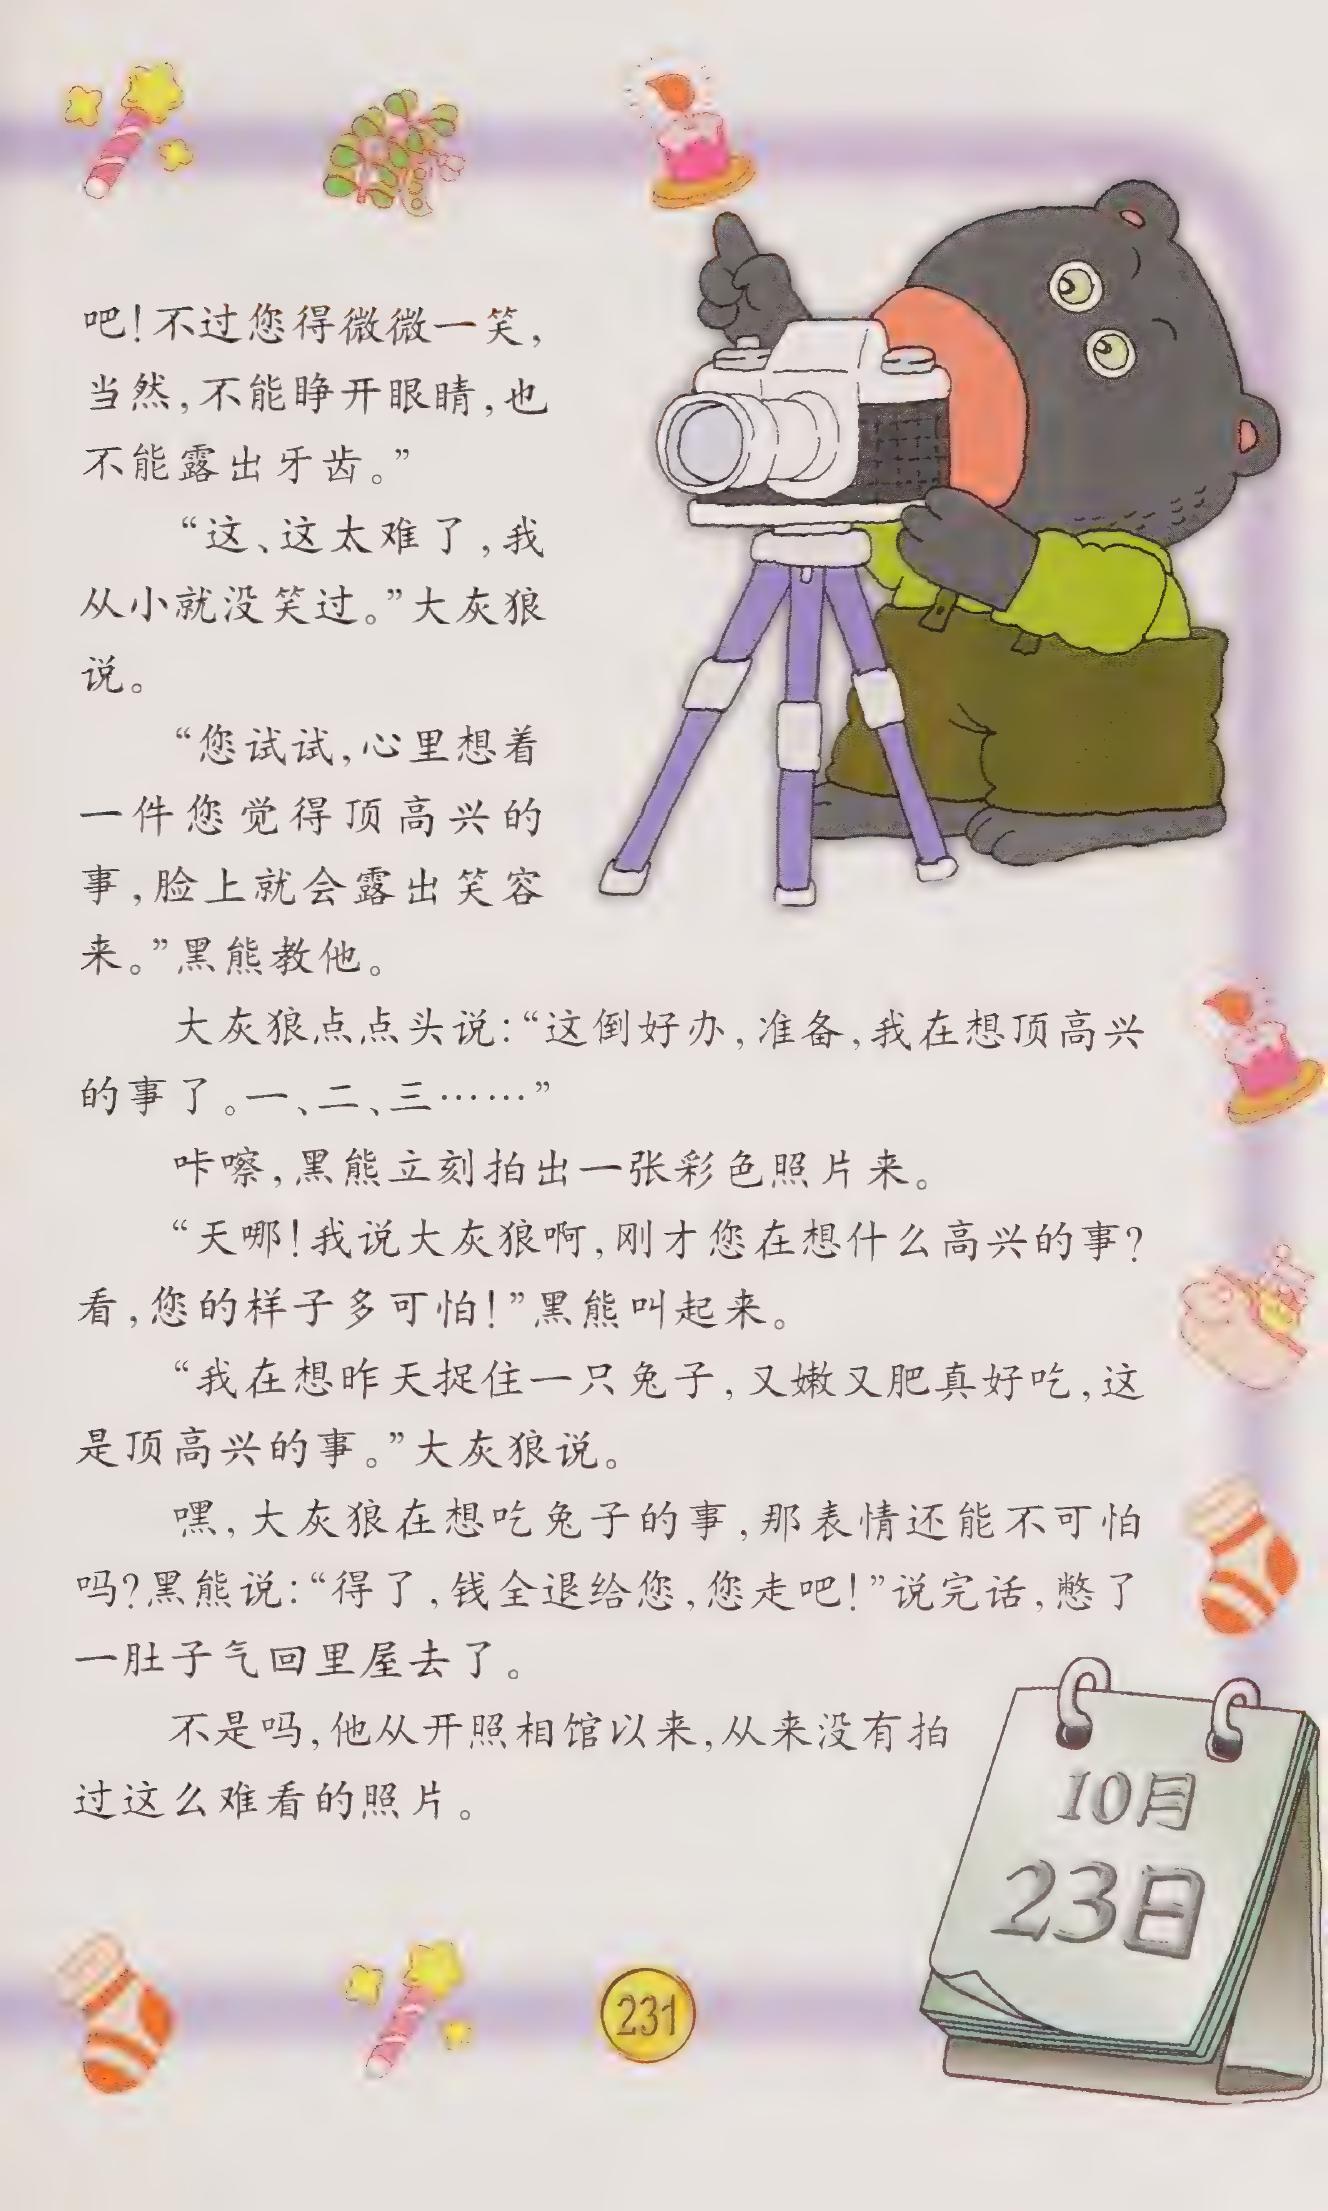 吧！不过您得微微一笑，
当然，不能睁开眼睛，也
不能露出牙齿。”
“这、这太难了，我
从小就没笑过。”大灰狼
说。
“您试试，心里想着
一件您觉得顶高兴的
事，脸上就会露出笑容
来。”黑熊教他。
大灰狼点点头说：“这倒好办，准备，我在想顶高兴
的事了。一、二、三……”
咔嚓，黑熊立刻拍出一张彩色照片来。
“天哪！我说大灰狼啊，刚才您在想什么高兴的事？
看，您的样子多可怕！”黑熊叫起来。
“我在想昨天捉住一只兔子，又嫩又肥真好吃，这
是顶高兴的事。”大灰狼说。
嘿，大灰狼在想吃兔子的事，那表情还能不可怕
吗？黑熊说：“得了，钱全退给您，您走吧！”说完话，憋了
一肚子气回里屋去了。
不是吗，他从开照相馆以来，从来没有拍
过这么难看的照片。
10月
23日
231